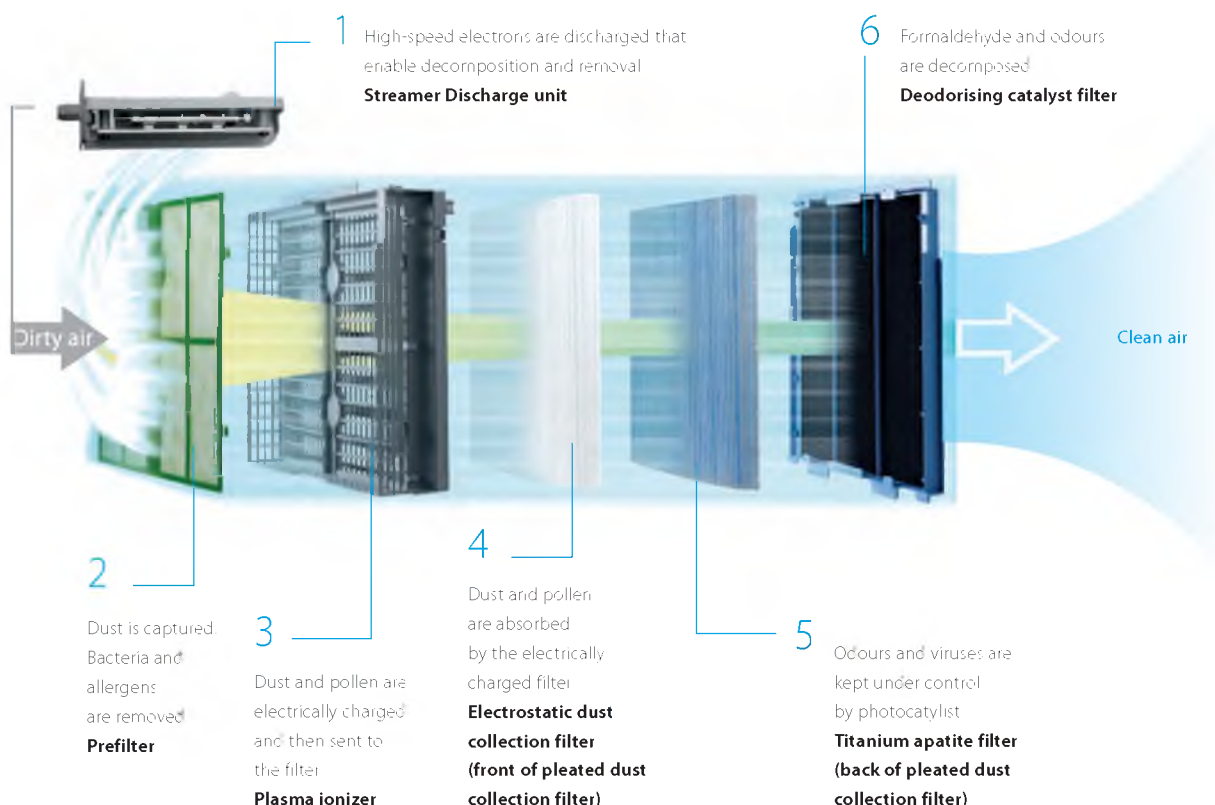 1
High-speed electrons are discharged that
enable decomposition and removal
Streamer Discharge unit
6
Formaldehyde and odours
are decomposed
Deodorising catalyst filter
Dirty air
Clean air
2
Dust is captured.
Bacteria and
allergens
are removed
Prefilter
3
Dust and pollen are
electrically charged
and then sent to
the filter
Plasma ionizer
4
Dust and pollen
are absorbed
by the electrically
charged filter
Electrostatic dust
collection filter
(front of pleated dust
collection filter)
5
Odours and viruses are
kept under control
by photocatylist
Titanium apatite filter
(back of pleated dust
collection filter)